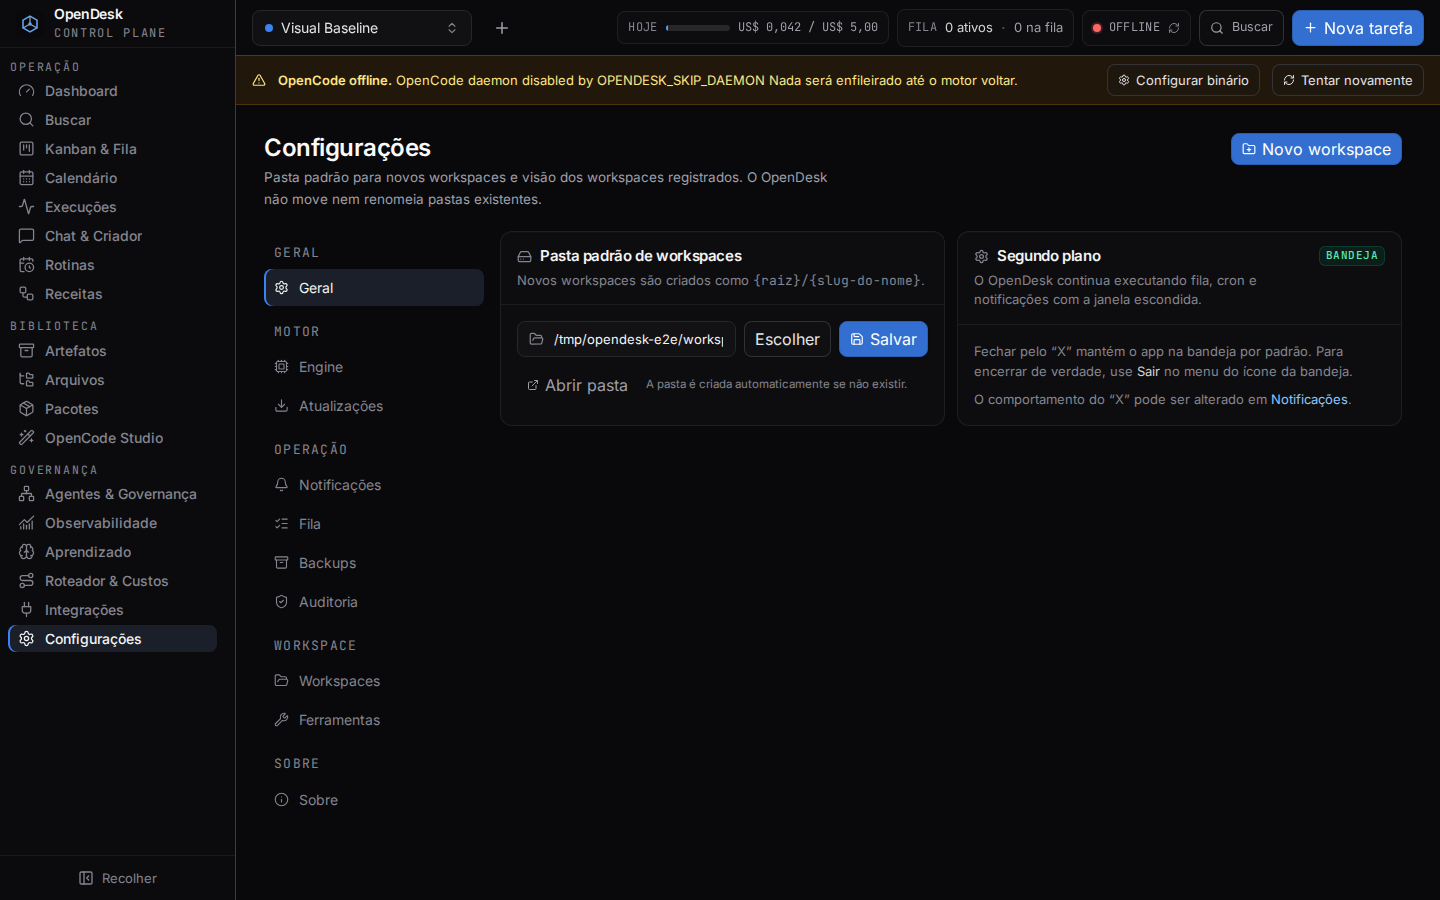 OpenDesk
CONTROL PLANE
Visual Baseline
HOJE US$ 0,042 / US$ 5,00
FILA 0 ativos · 0 na fila
OFFLINE
Buscar
Nova tarefa
OpenCode offline. OpenCode daemon disabled by OPENDESK_SKIP_DAEMON Nada será enfileirado até o motor voltar.
Configurar binário
Tentar novamente
OPERAÇÃO
Dashboard
Buscar
Kanban & Fila
Calendário
Execuções
Chat & Criador
Rotinas
Receitas
BIBLIOTECA
Artefatos
Arquivos
Pacotes
OpenCode Studio
GOVERNANÇA
Agentes & Governança
Observabilidade
Aprendizado
Roteador & Custos
Integrações
Configurações
Recolher
Configurações
Pasta padrão para novos workspaces e visão dos workspaces registrados. O OpenDesk
não move nem renomeia pastas existentes.
Novo workspace
GERAL
Geral
MOTOR
Engine
Atualizações
OPERAÇÃO
Notificações
Fila
Backups
Auditoria
WORKSPACE
Workspaces
Ferramentas
SOBRE
Sobre
Pasta padrão de workspaces
Novos workspaces são criados como {raiz}/{slug-do-nome}.
/tmp/opendesk-e2e/works
Escolher
Salvar
Abrir pasta
A pasta é criada automaticamente se não existir.
Segundo plano
BANDEJA
O OpenDesk continua executando fila, cron e
notificações com a janela escondida.
Fechar pelo “X” mantém o app na bandeja por padrão. Para
encerrar de verdade, use Sair no menu do ícone da bandeja.
O comportamento do “X” pode ser alterado em Notificações.